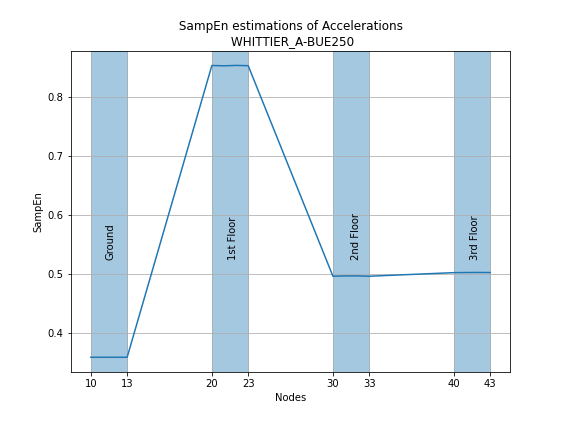 SampEn estimations of Accelerations
WHITTIER_A-BUE250
SampEn
0.8
0.7
0.6
0.5
0.4
Ground
1st Floor
2nd Floor
3rd Floor
10 13 20 23 30 33 40 43
Nodes